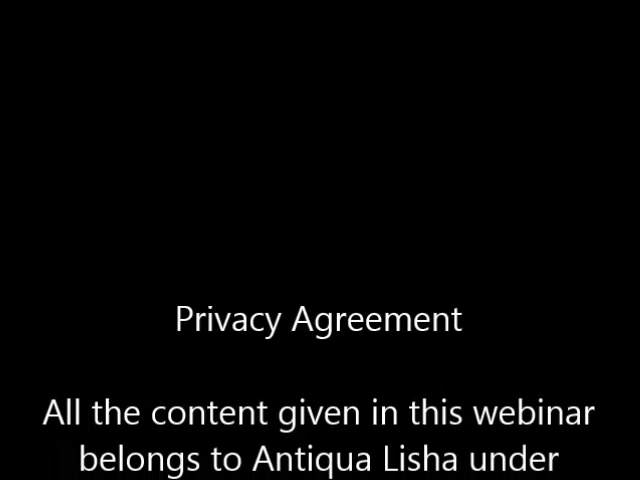 Privacy Agreement
All the content given in this webinar
belongs to Antiqua Lisha under